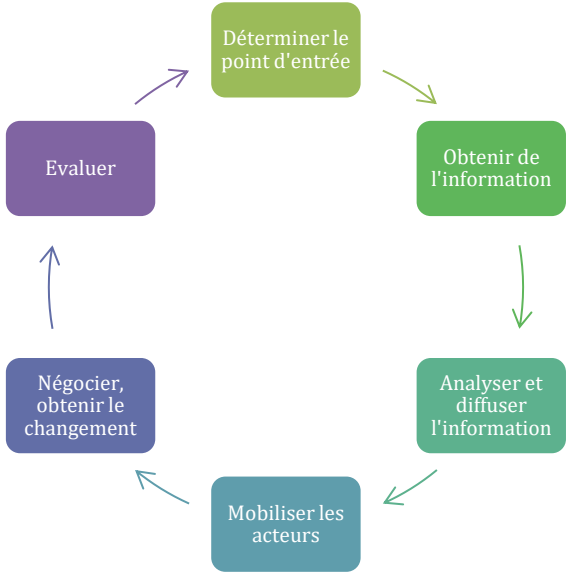 Déterminer le
point d'entrée
Obtenir de
l'information
Analyser et
diffuser
l'information
Mobiliser les
acteurs
Négocier,
obtenir le
changement
Evaluer